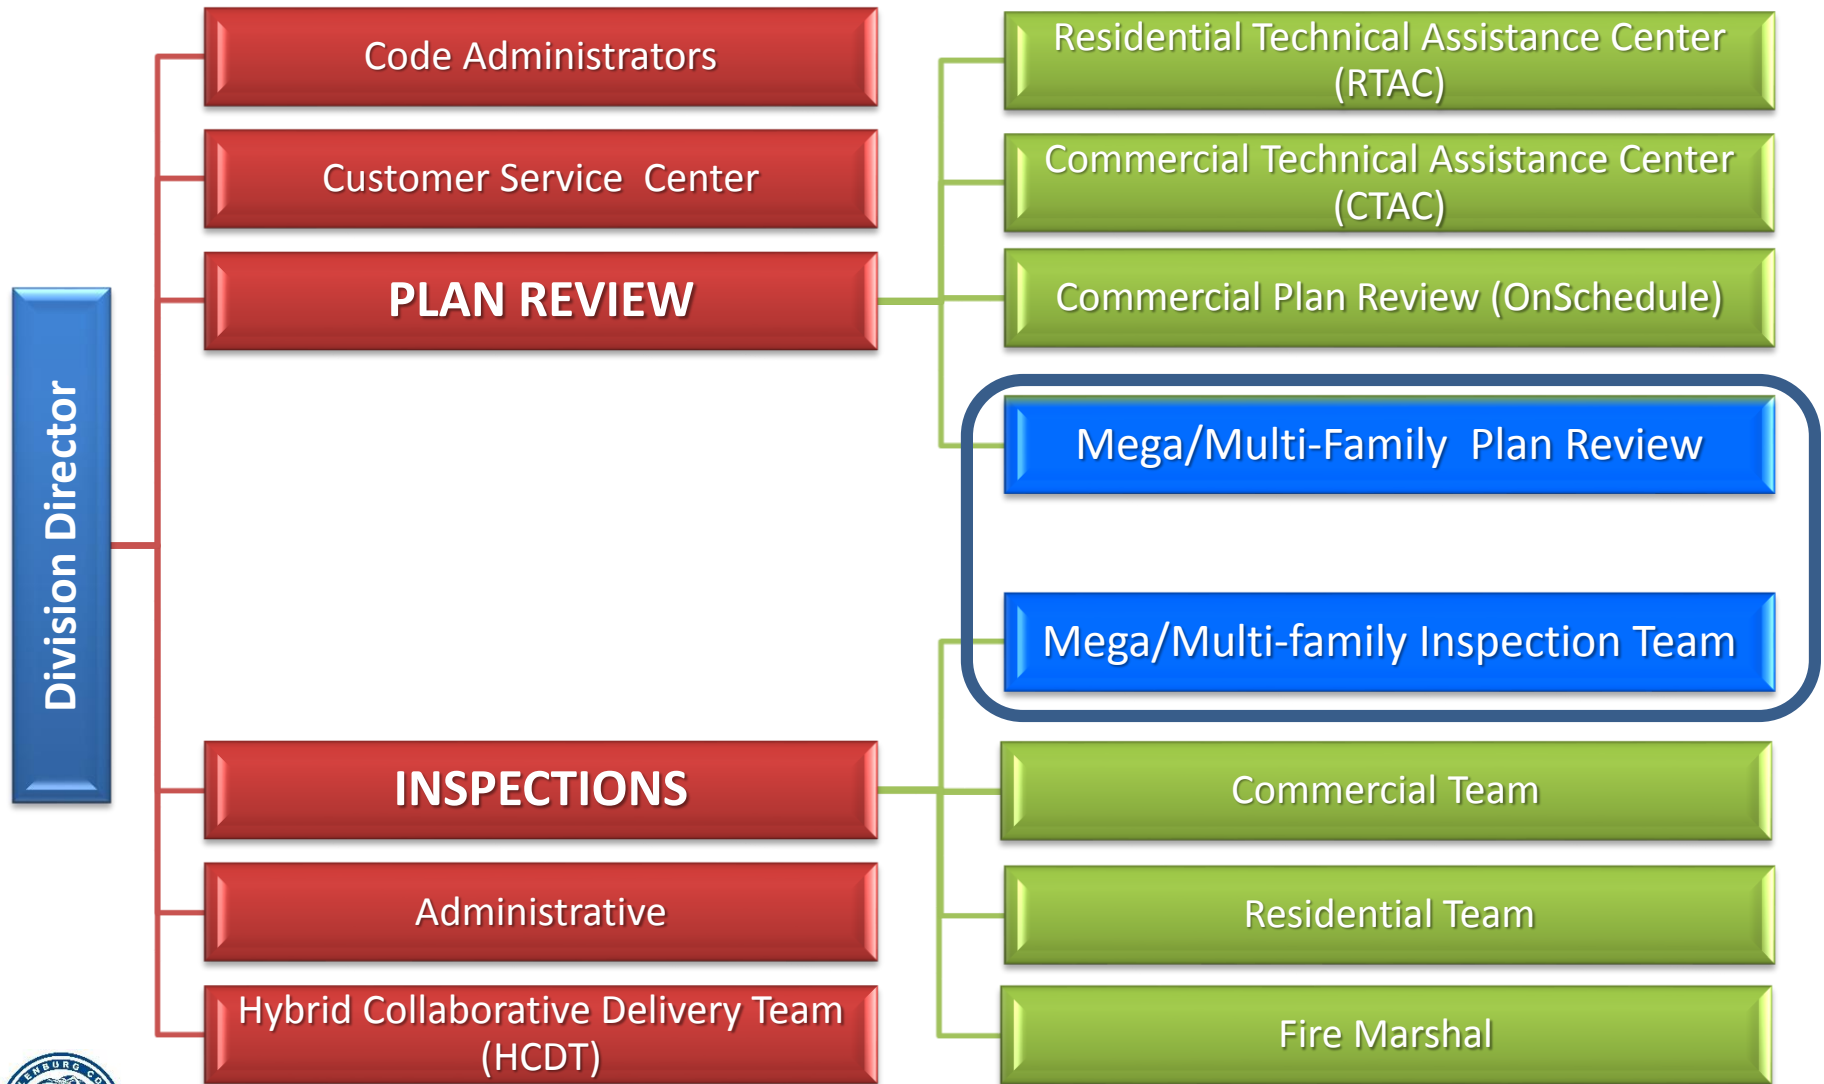 Division Director
Code Administrators
Customer Service Center
PLAN REVIEW
INSPECTIONS
Administrative
Hybrid Collaborative Delivery Team
(HCDT)
Residential Technical Assistance Center
(RTAC)
Commercial Technical Assistance Center
(CTAC)
Commercial Plan Review (OnSchedule)
Mega/Multi-Family Plan Review
Mega/Multi-family Inspection Team
Commercial Team
Residential Team
Fire Marshal